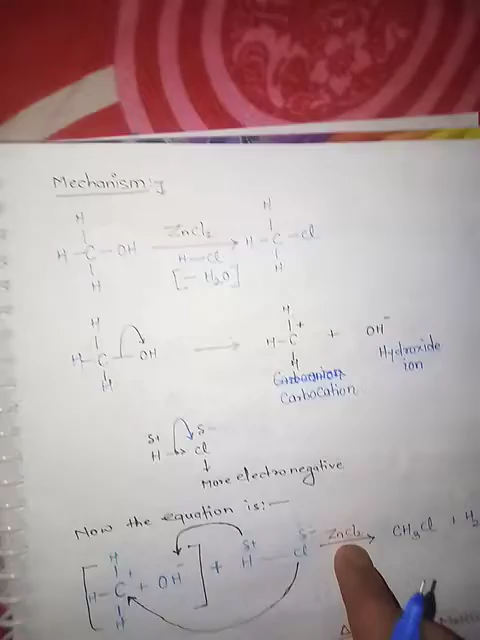 Mechanism:
H
H-C-OH ZnCl2 H-C-Cl
H-Cl
[- H2O]
H H
H
H-C-OH → H-C+ + OH-
H H
Hydroxide ion
Carbocation
δ+ δ-
H → Cl
More electronegative
Now the equation is:-
[H-C+ + OH-] + H-Cl ZnCl2 → CH3Cl + H2
H